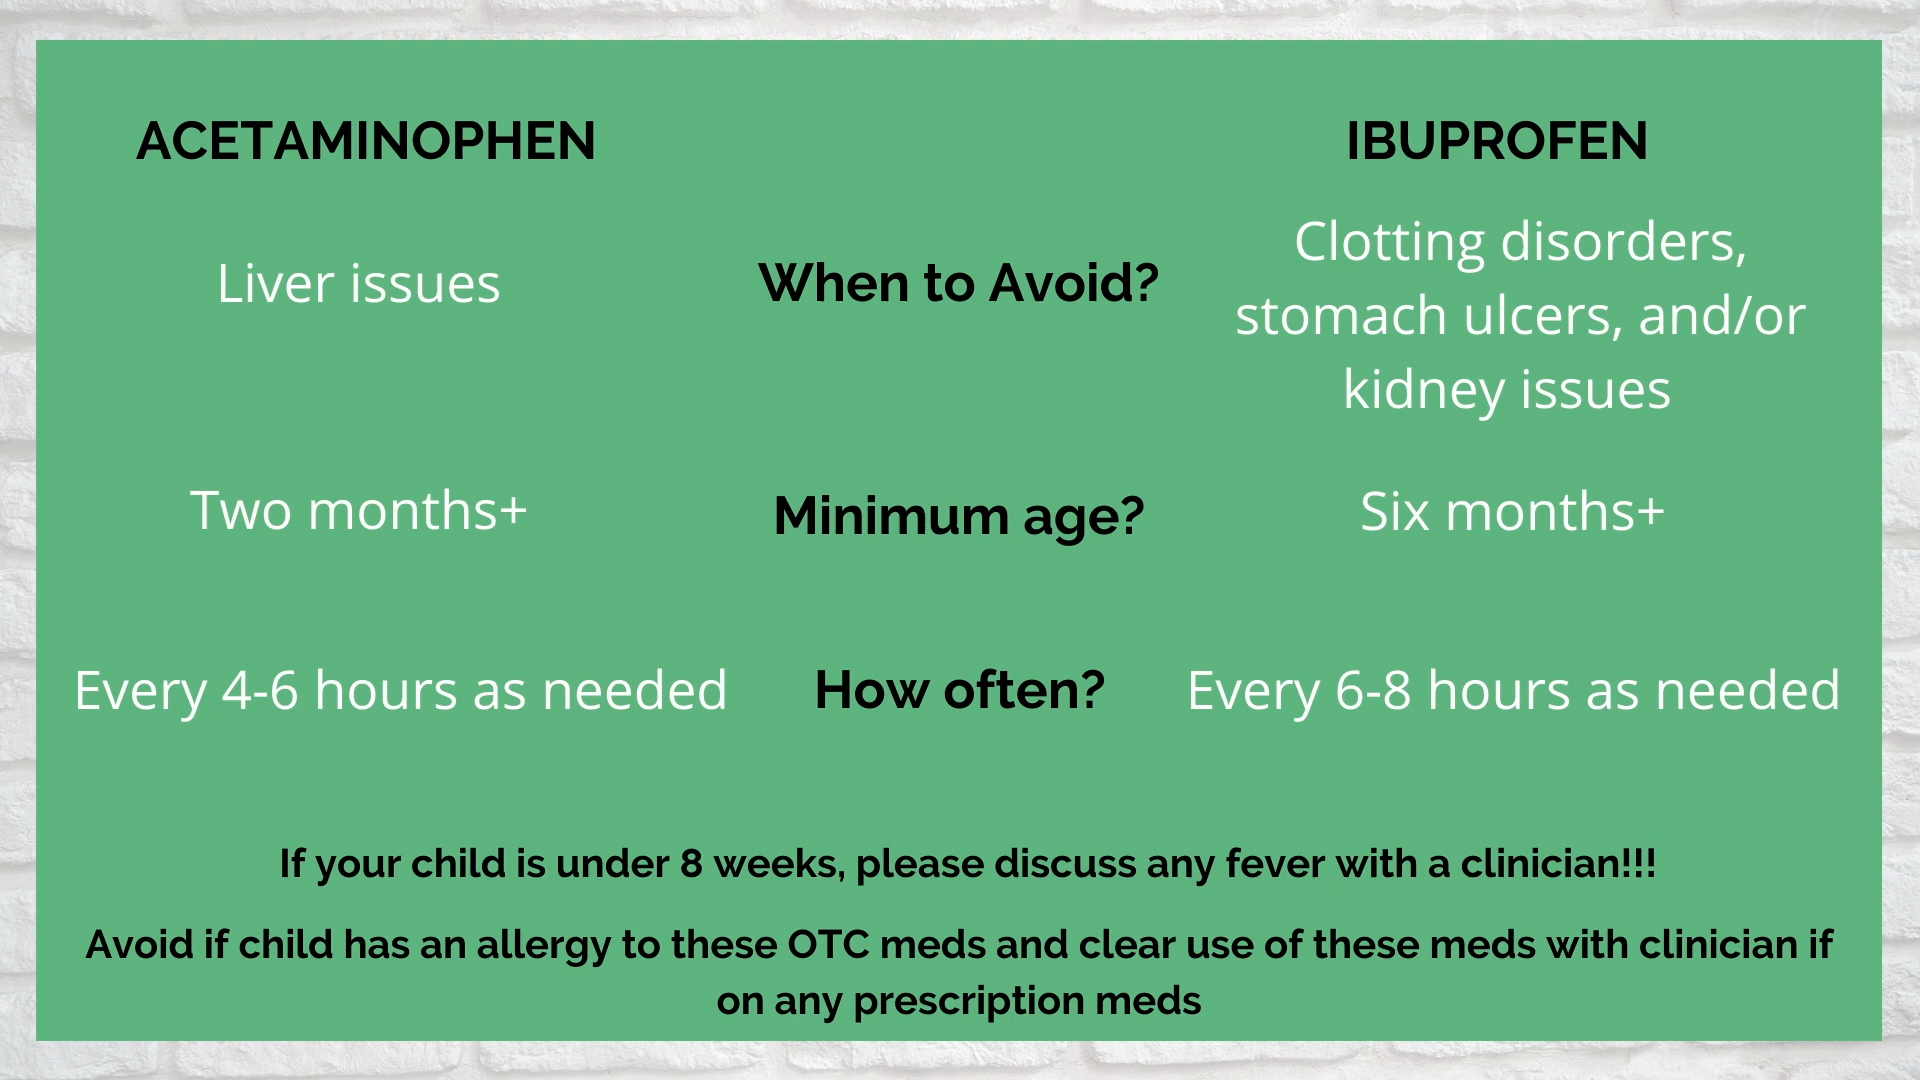 ACETAMINOPHEN
IBUPROFEN
Liver issues
When to Avoid?
Clotting disorders,
stomach ulcers, and/or
kidney issues
Two months+
Minimum age?
Six months+
Every 4-6 hours as needed
How often?
Every 6-8 hours as needed
If your child is under 8 weeks, please discuss any fever with a clinician!!!
Avoid if child has an allergy to these OTC meds and clear use of these meds with clinician if
on any prescription meds